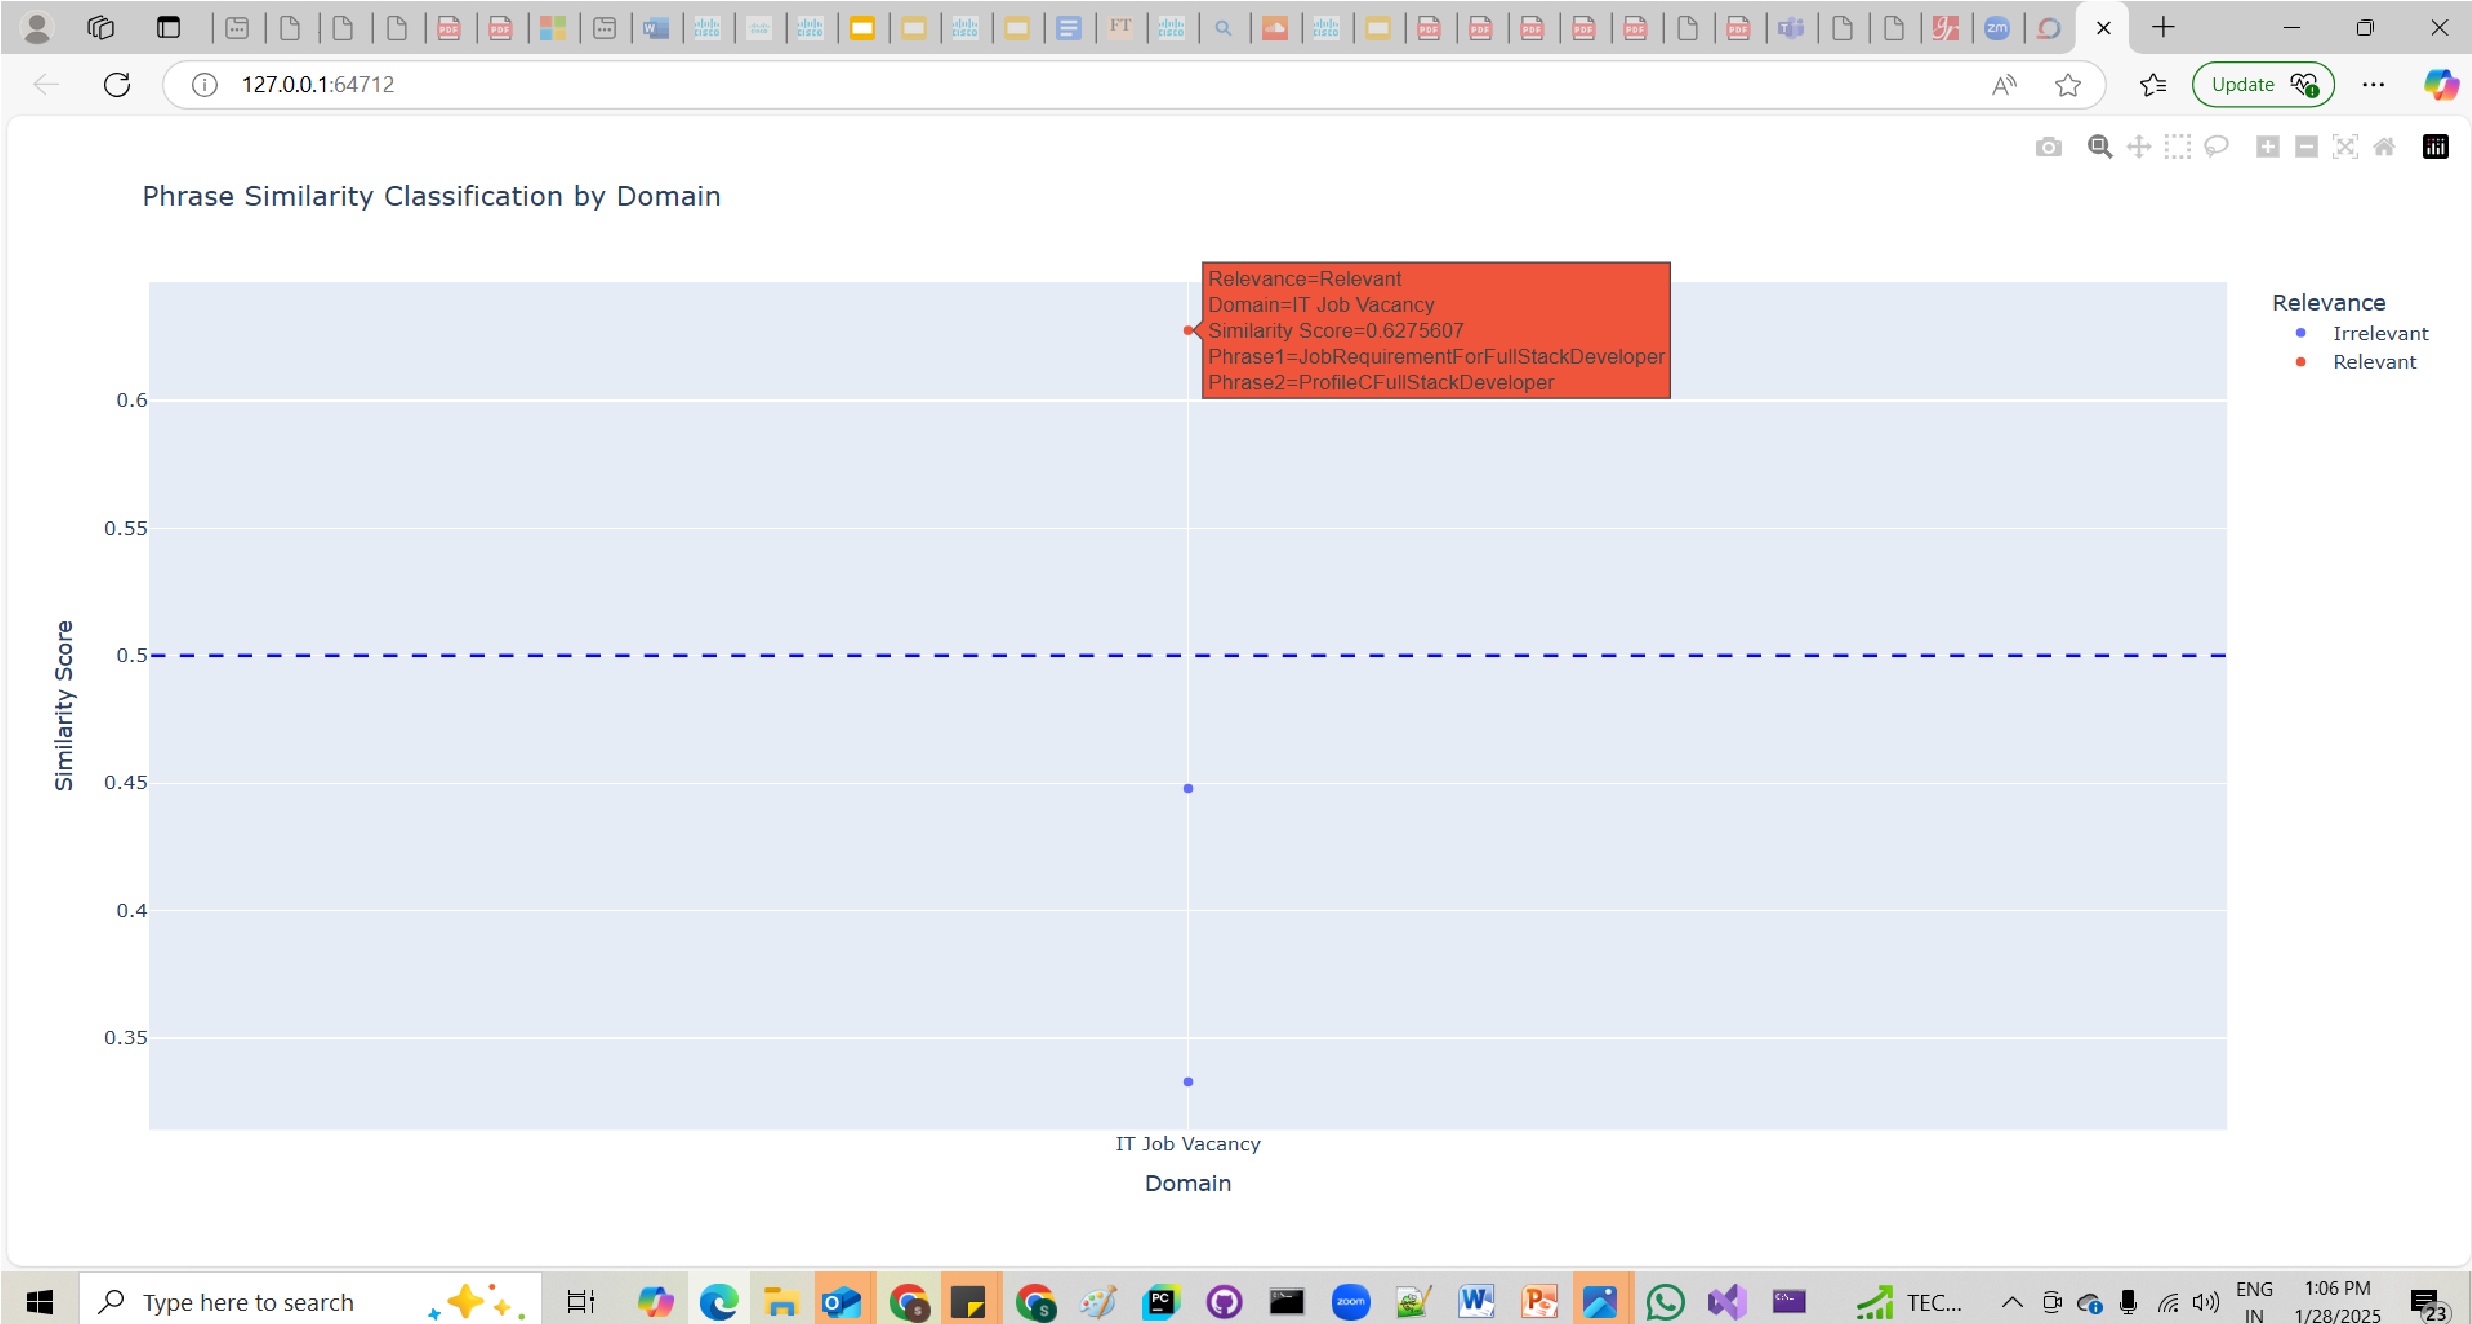 127.0.0.1:64712
Update
Phrase Similarity Classification by Domain
Relevance=Relevant
Domain=IT Job Vacancy
Similarity Score=0.6275607
Phrase1=JobRequirementForFullStackDeveloper
Phrase2=ProfileCFullStackDeveloper
Relevance
Irrelevant
Relevant
0.6
0.55
0.5
0.45
0.4
0.35
Similarity Score
IT Job Vacancy
Domain
Type here to search
TEC...
ENG
IN
1:06 PM
1/28/2025
23